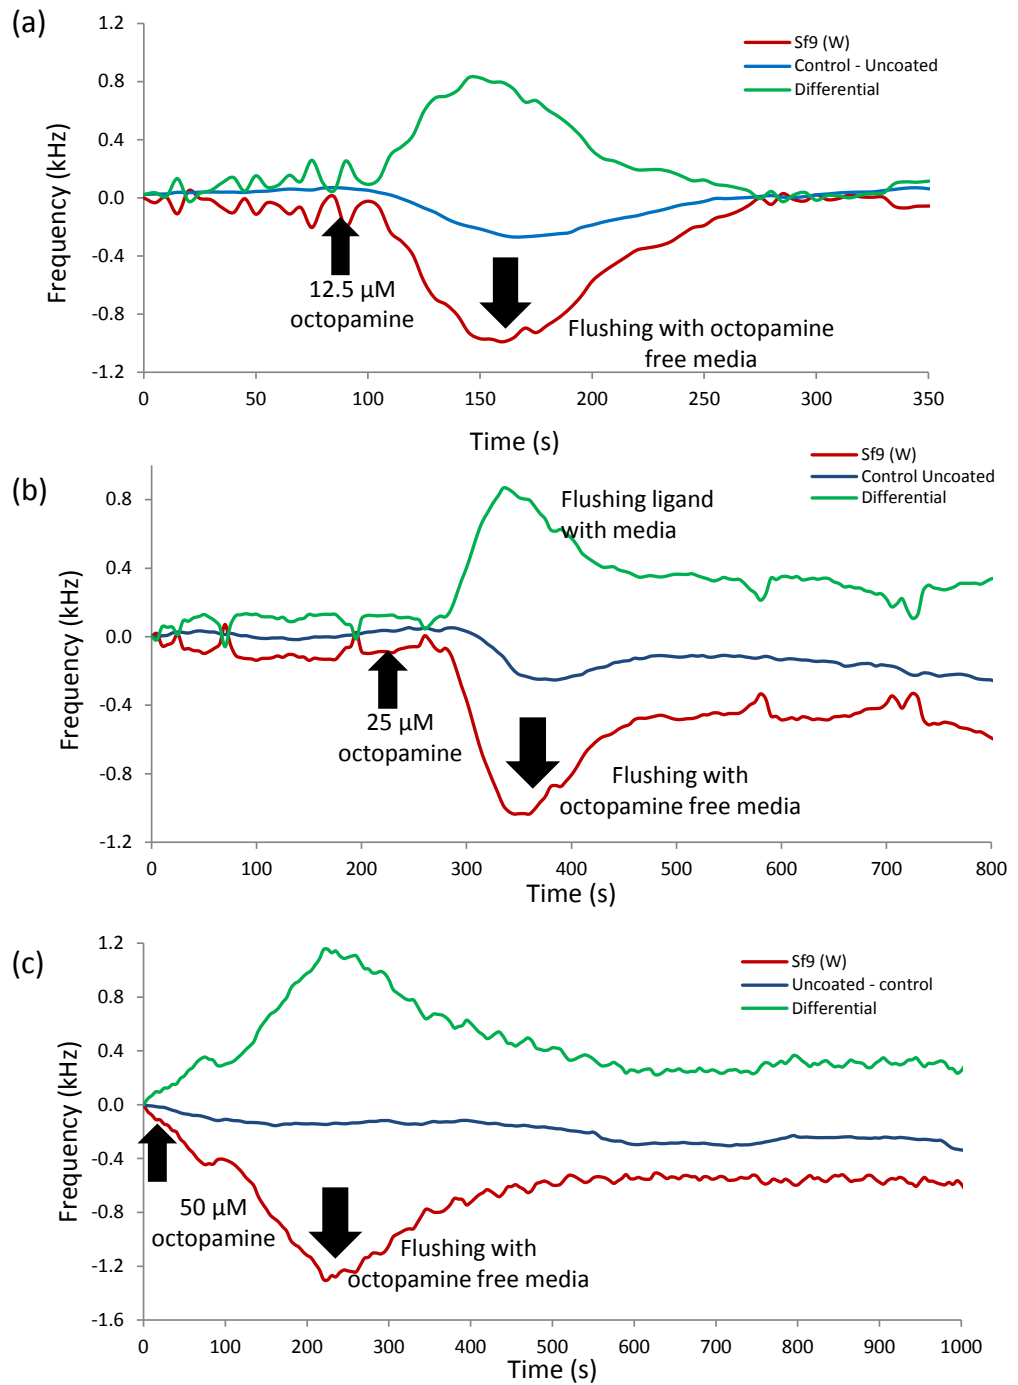 (a)
1.2
0.8
0.4
0.0
-0.4
-0.8
-1.2
Frequency (kHz)
Sf9 (W)
Control - Uncoated
Differential
12.5 µM
octopamine
Flushing with octopamine
free media
0 50 100 150 200 250 300 350
Time (s)
(b)
0.8
0.4
0.0
-0.4
-0.8
-1.2
Frequency (kHz)
Sf9 (W)
Control Uncoated
Differential
Flushing ligand
with media
25 µM
octopamine
Flushing with
octopamine free media
0 100 200 300 400 500 600 700 800
Time (s)
(c)
1.2
0.8
0.4
0.0
-0.4
-0.8
-1.2
-1.6
Frequency (kHz)
Sf9 (W)
Uncoated - control
Differential
50 µM
octopamine
Flushing with
octopamine free media
0 100 200 300 400 500 600 700 800 900 1000
Time (s)